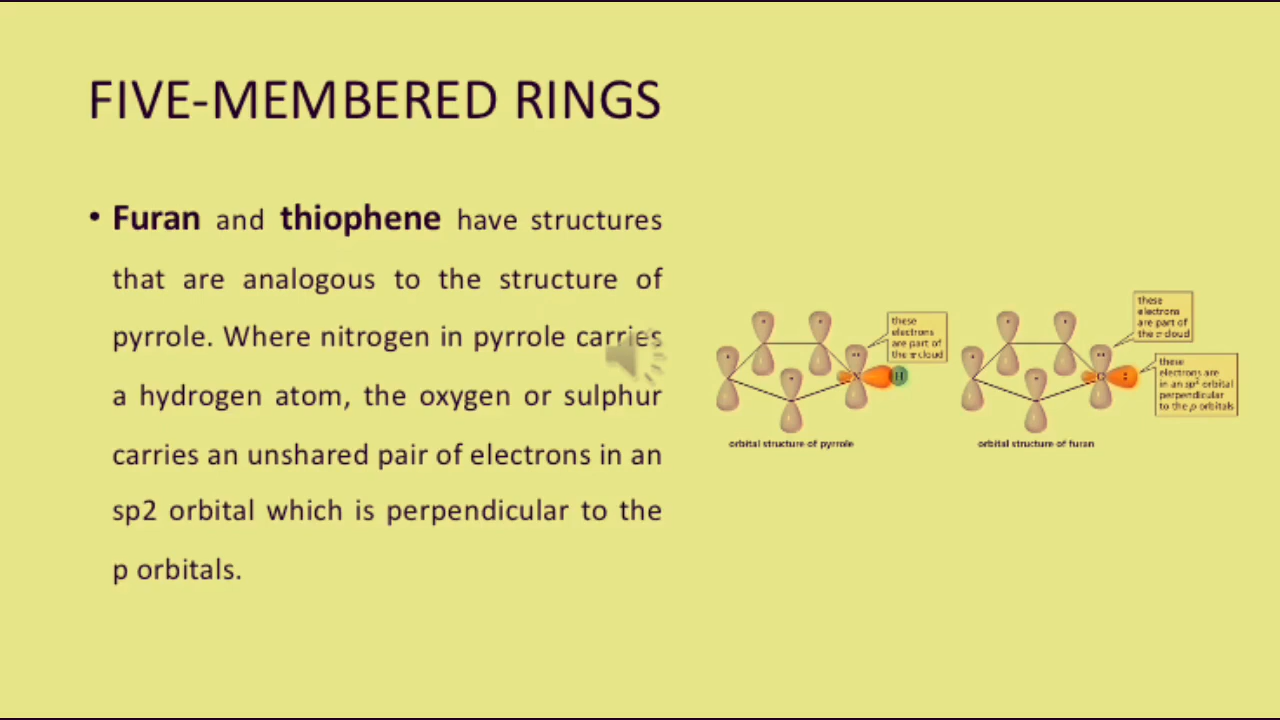 FIVE-MEMBERED RINGS
• Furan and thiophene have structures
that are analogous to the structure of
pyrrole. Where nitrogen in pyrrole carries
a hydrogen atom, the oxygen or sulphur
carries an unshared pair of electrons in an
sp2 orbital which is perpendicular to the
p orbitals.
these
electrons
are part of
the π cloud
N
H
orbital structure of pyrrole
these
electrons
are part of
the π cloud
these
electrons are
in an sp² orbital
perpendicular
to the p orbitals
O
orbital structure of furan